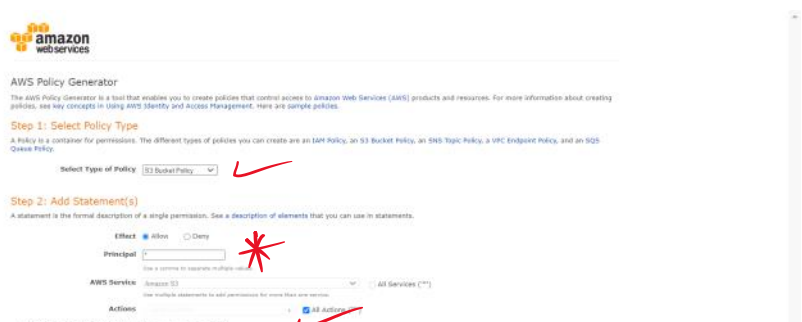 amazon
webservices
AWS Policy Generator
The AWS Policy Generator is a tool that enables you to create policies that control access to Amazon Web Services (AWS) products and resources. For more information about creating
policies, see key concepts in Using AWS Identity and Access Management. Here are sample policies.
Step 1: Select Policy Type
A Policy is a container for permissions. The different types of policies you can create are an IAM Policy, an S3 Bucket Policy, an SNS Topic Policy, a VPC Endpoint Policy, and an SQS
Queue Policy.
Select Type of Policy S3 Bucket Policy
Step 2: Add Statement(s)
A statement is the formal description of a single permission. See a description of elements that you can use in statements.
Effect Allow Deny
Principal *
Use a comma to separate multiple values.
AWS Service Amazon S3 All Services ('*')
Use multiple statements to add permissions for more than one service.
Actions All Actions